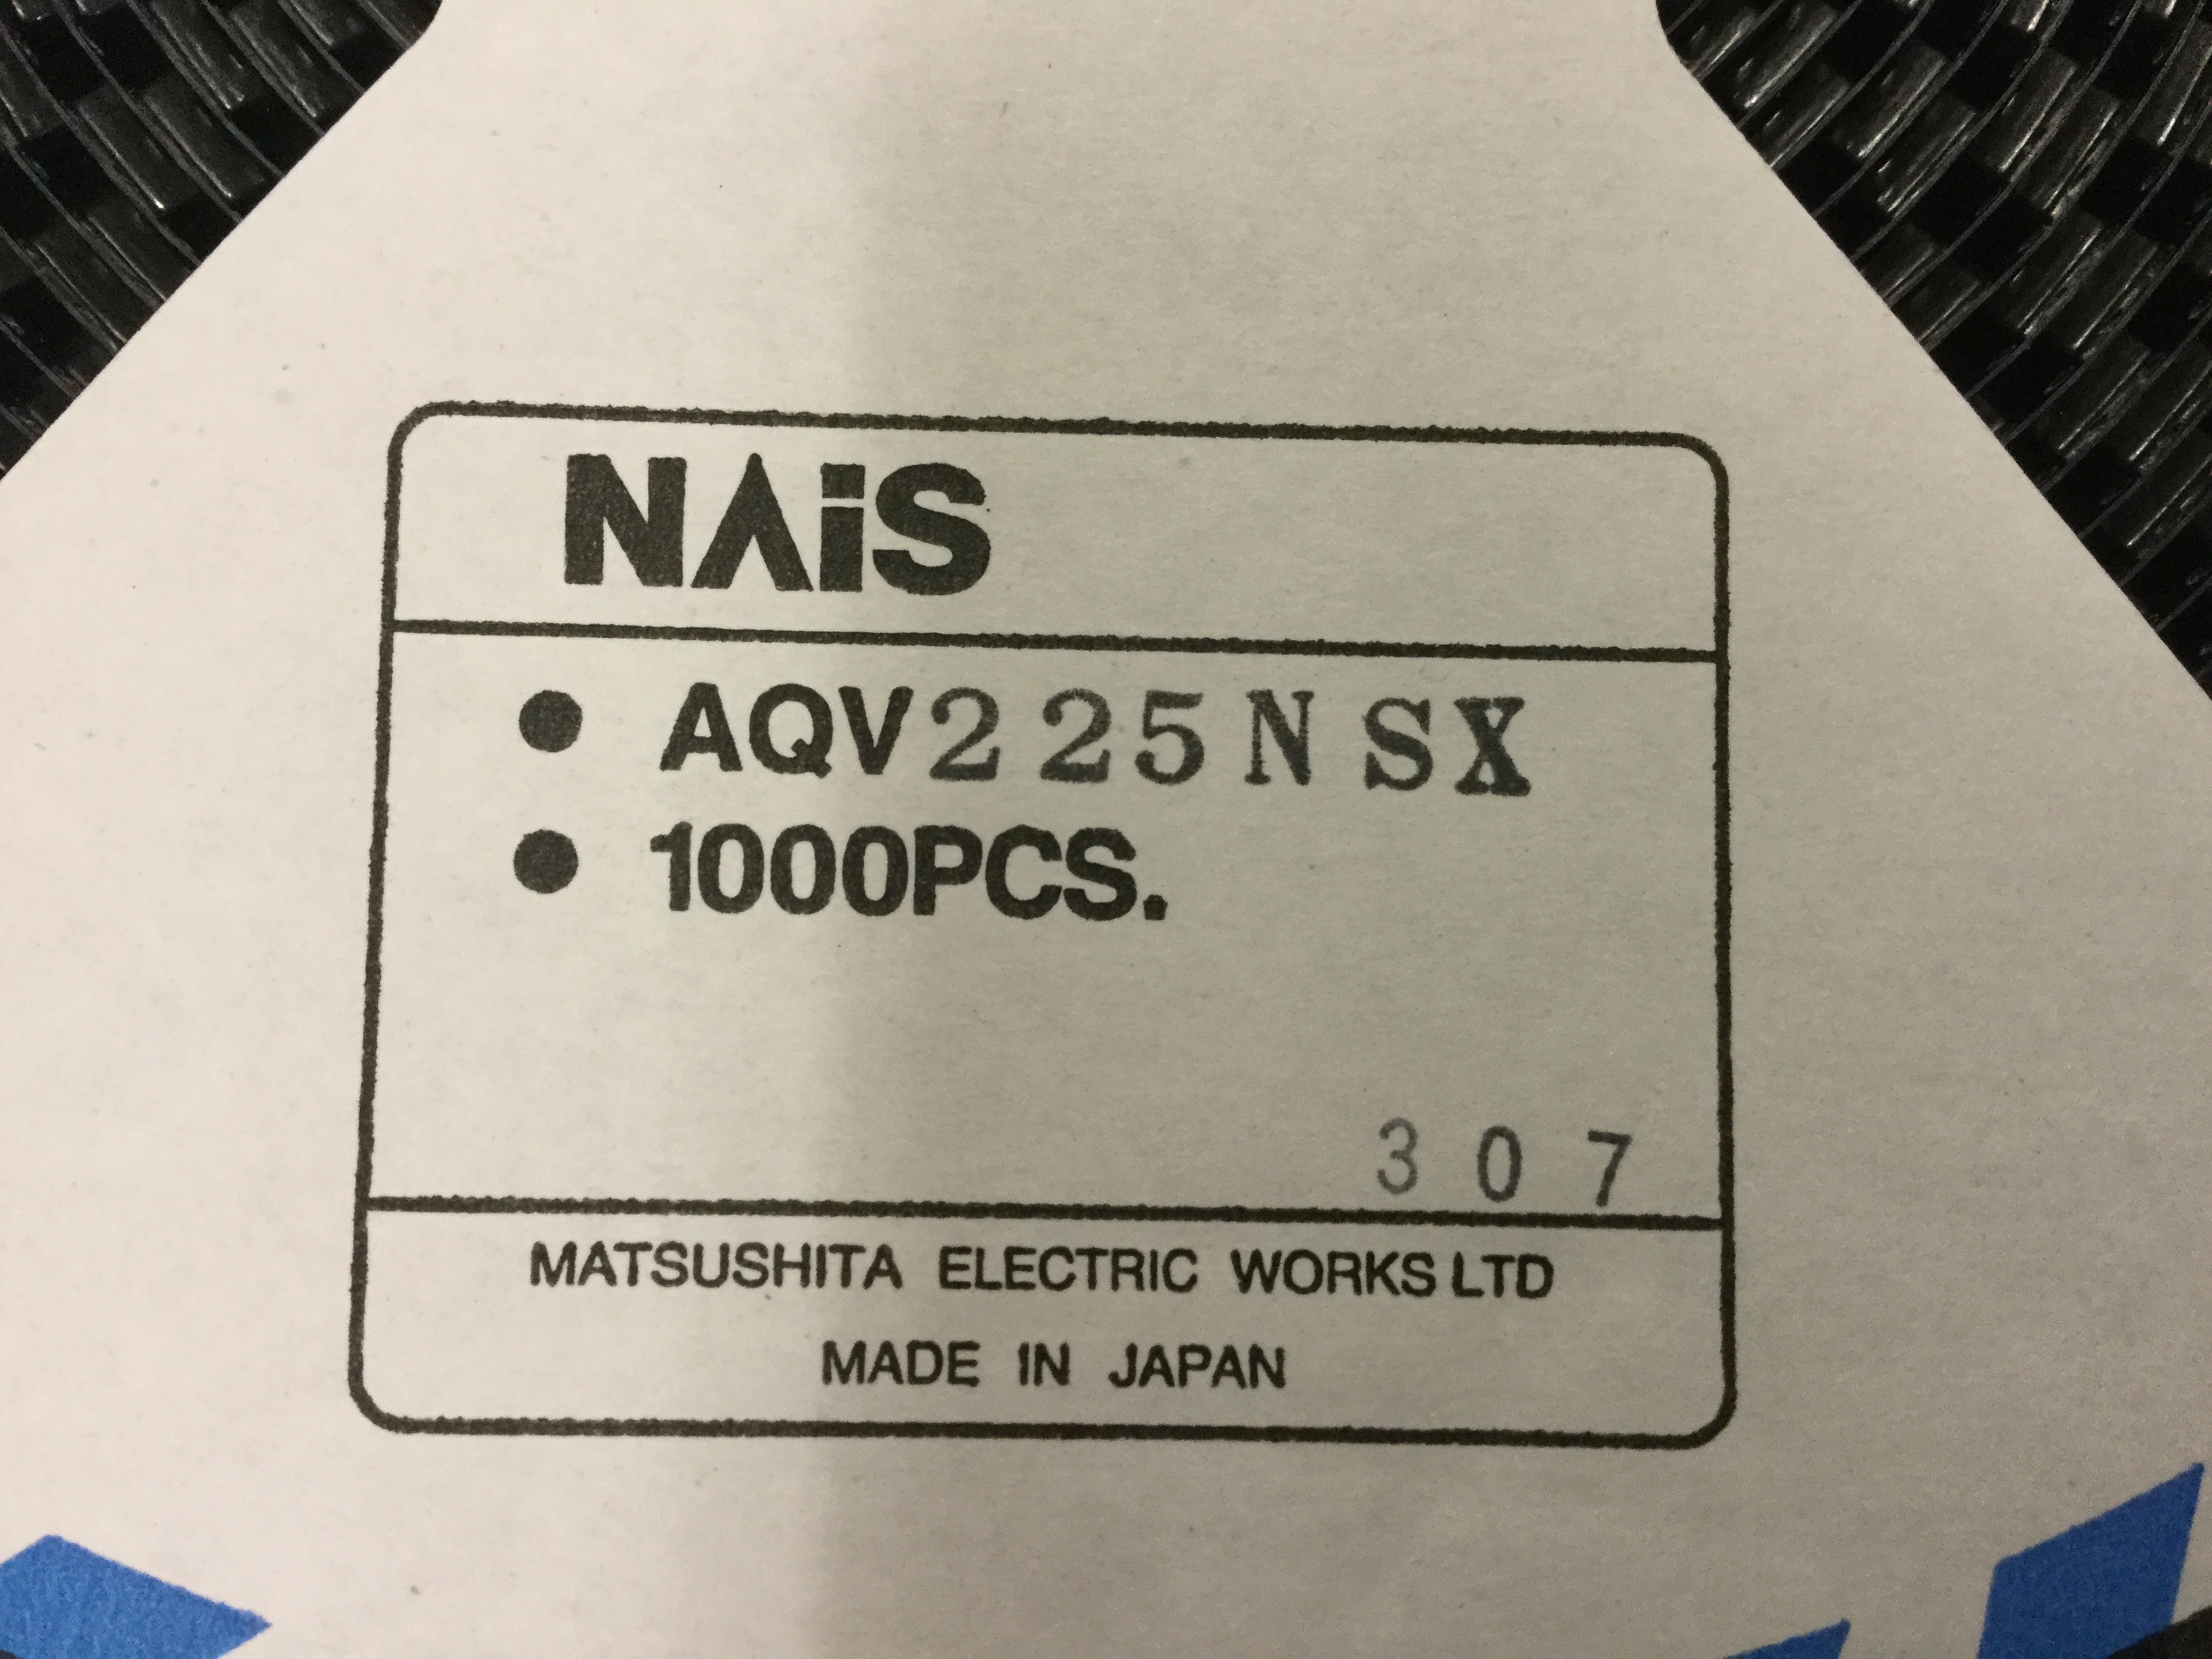 NAiS
● AQV225NSX
● 1000PCS.
307
MATSUSHITA ELECTRIC WORKS LTD
MADE IN JAPAN